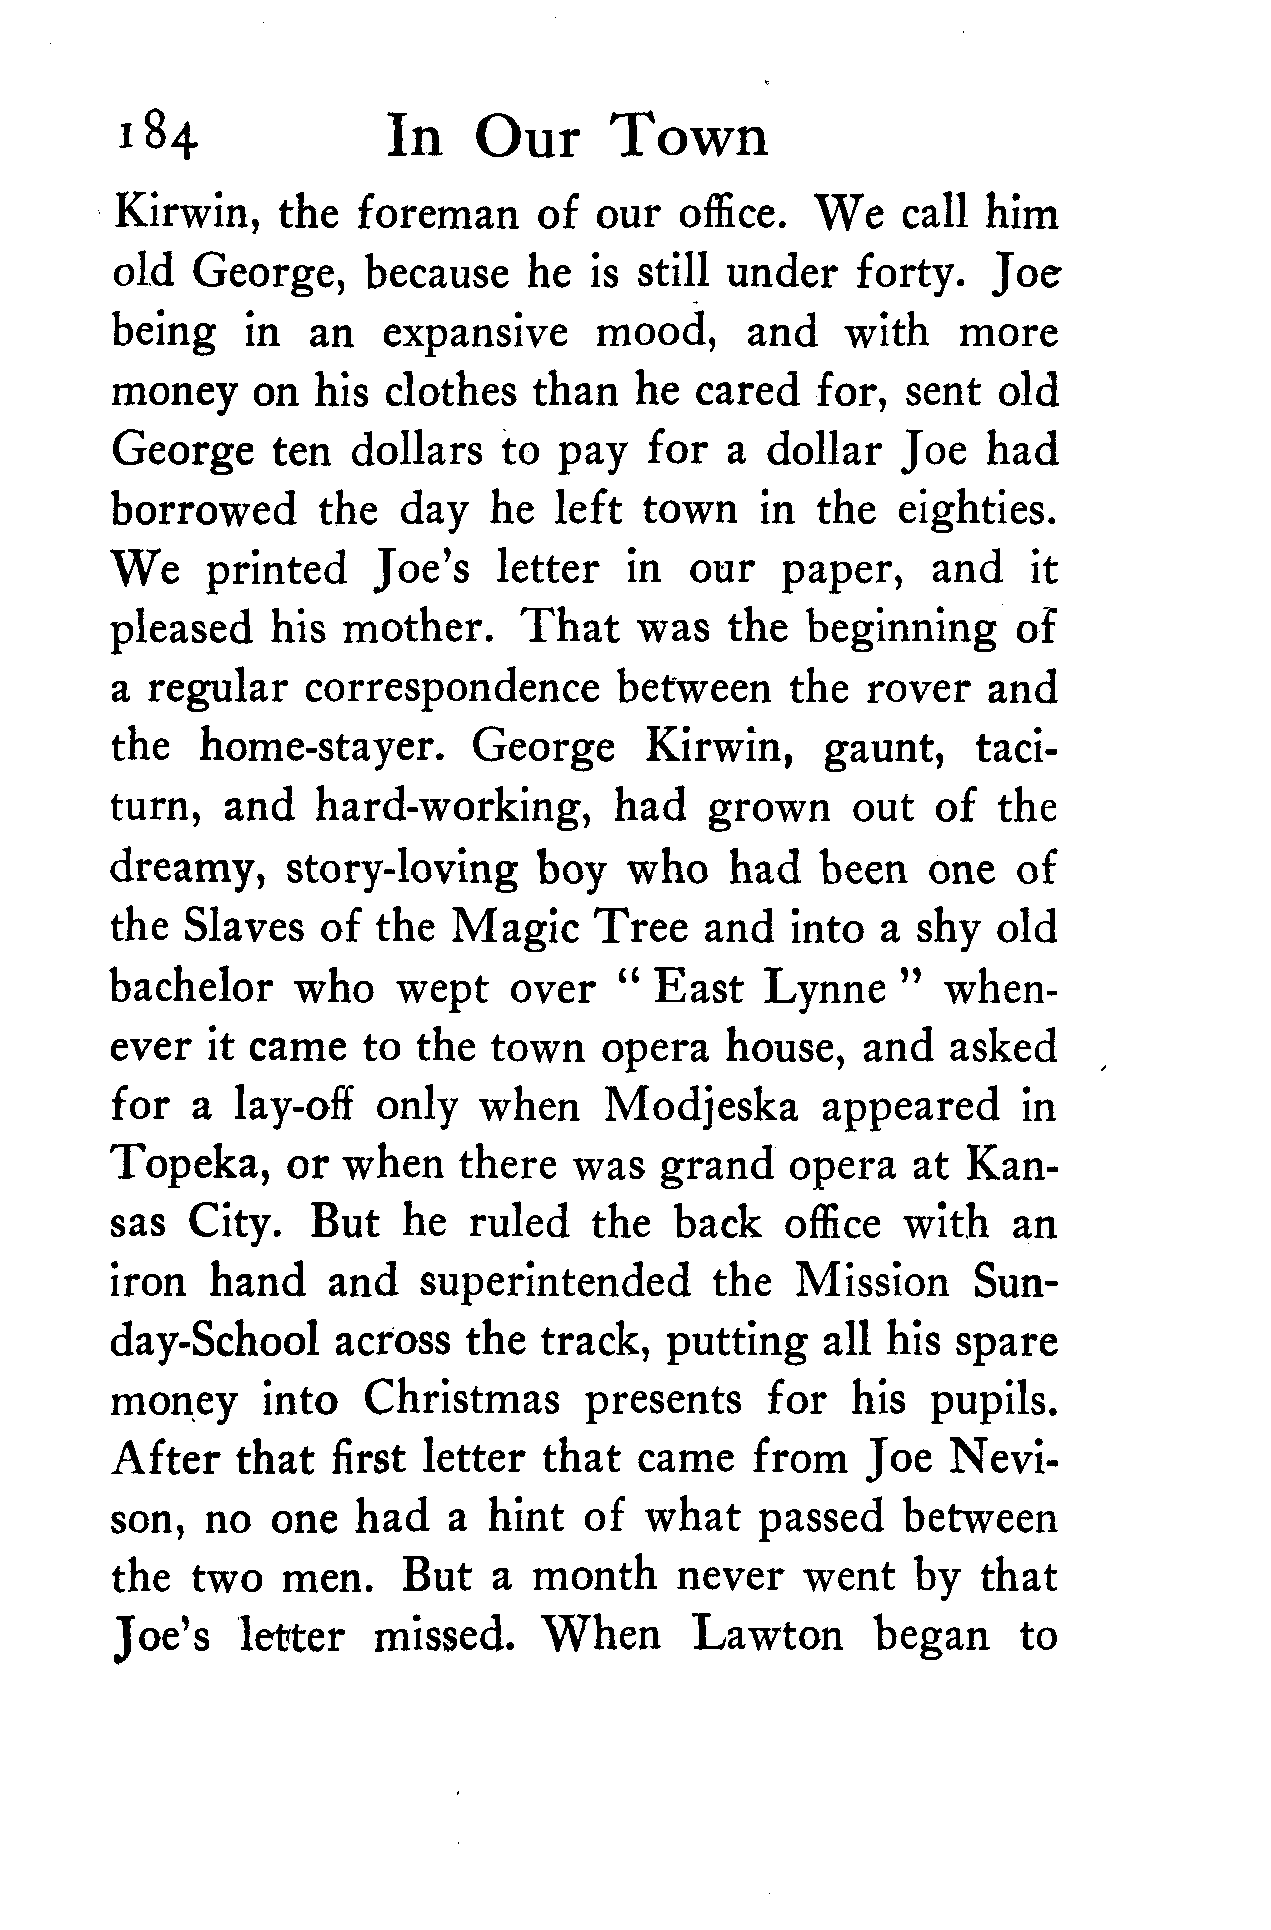 184 In Our Town
Kirwin, the foreman of our office. We call him
old George, because he is still under forty. Joe
being in an expansive mood, and with more
money on his clothes than he cared for, sent old
George ten dollars to pay for a dollar Joe had
borrowed the day he left town in the eighties.
We printed Joe's letter in our paper, and it
pleased his mother. That was the beginning of
a regular correspondence between the rover and
the home-stayer. George Kirwin, gaunt, taci-
turn, and hard-working, had grown out of the
dreamy, story-loving boy who had been one of
the Slaves of the Magic Tree and into a shy old
bachelor who wept over " East Lynne " when-
ever it came to the town opera house, and asked
for a lay-off only when Modjeska appeared in
Topeka, or when there was grand opera at Kan-
sas City. But he ruled the back office with an
iron hand and superintended the Mission Sun-
day-School across the track, putting all his spare
money into Christmas presents for his pupils.
After that first letter that came from Joe Nevi-
son, no one had a hint of what passed between
the two men. But a month never went by that
Joe's letter missed. When Lawton began to